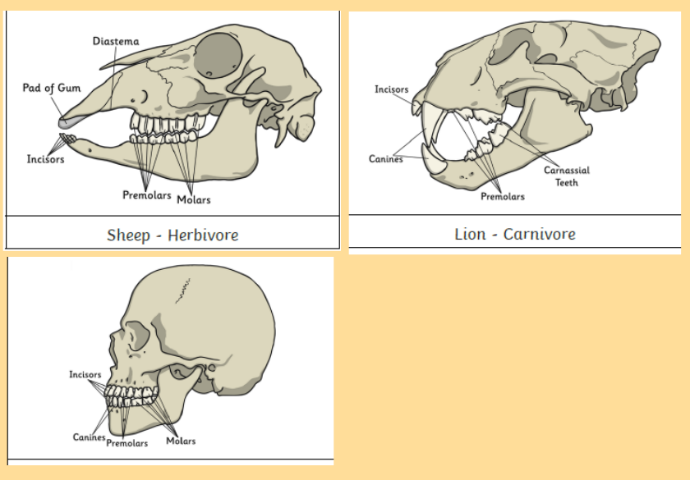 Diastema
Pad of Gum
Incisors
Premolars
Molars
Sheep - Herbivore
Incisors
Canines
Carnassial
Teeth
Premolars
Lion - Carnivore
Incisors
Canines
Premolars
Molars